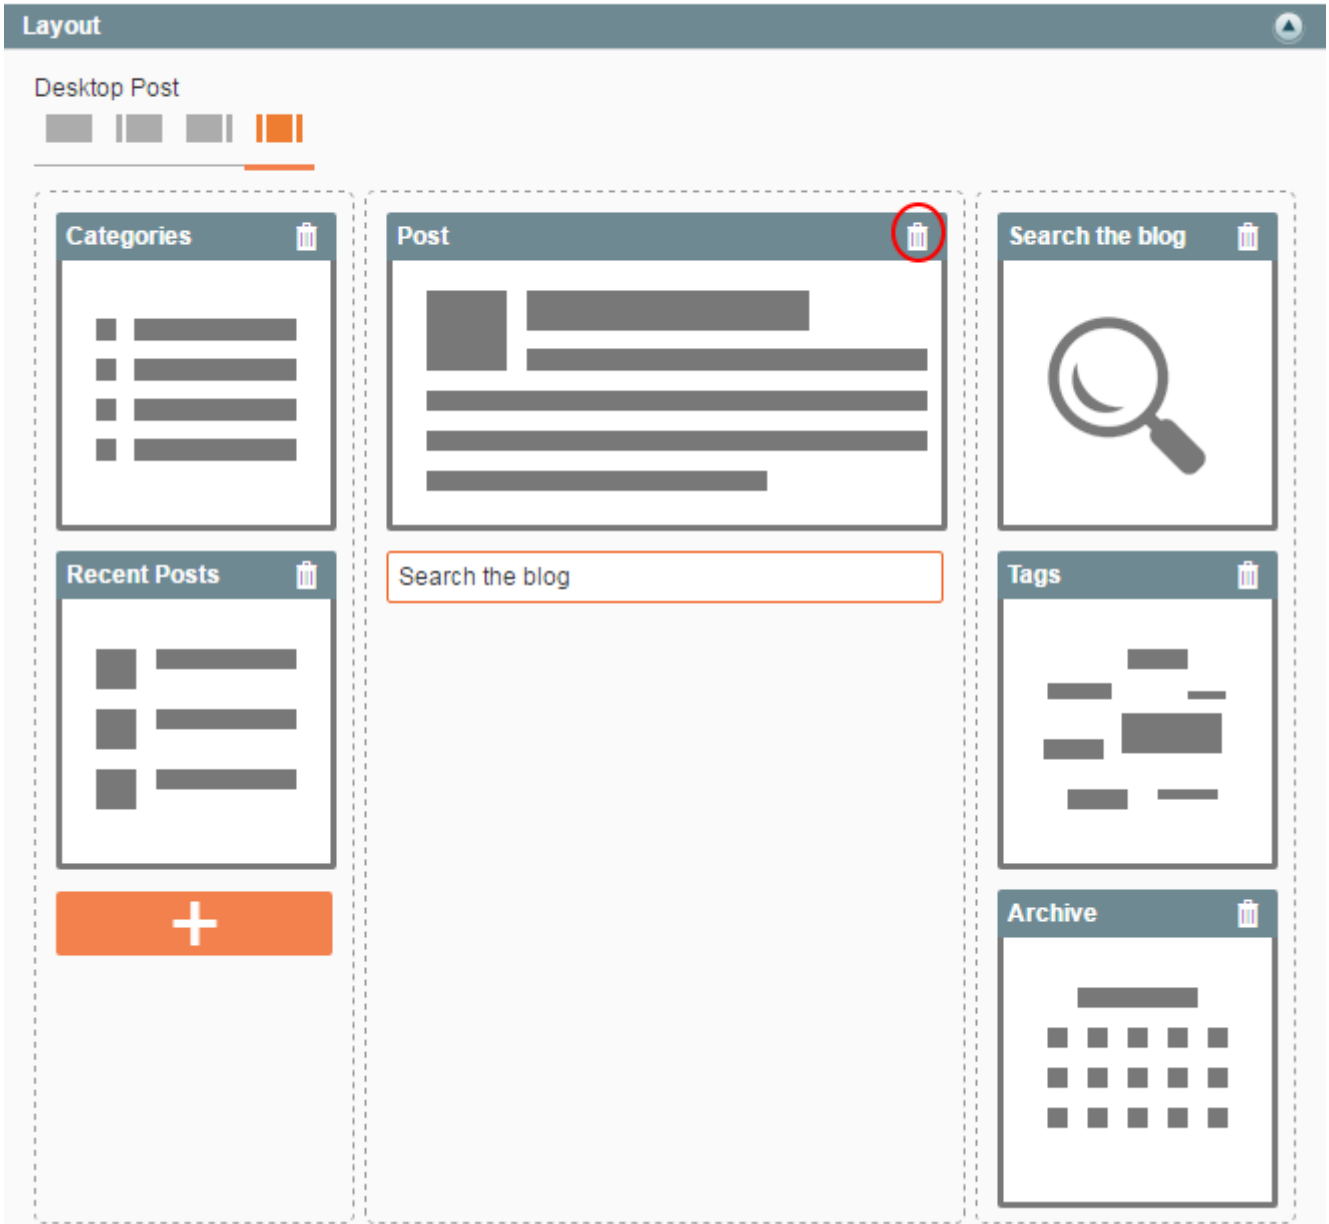 Layout
Desktop Post
Categories
Post
Search the blog
Recent Posts
Search the blog
Tags
Archive